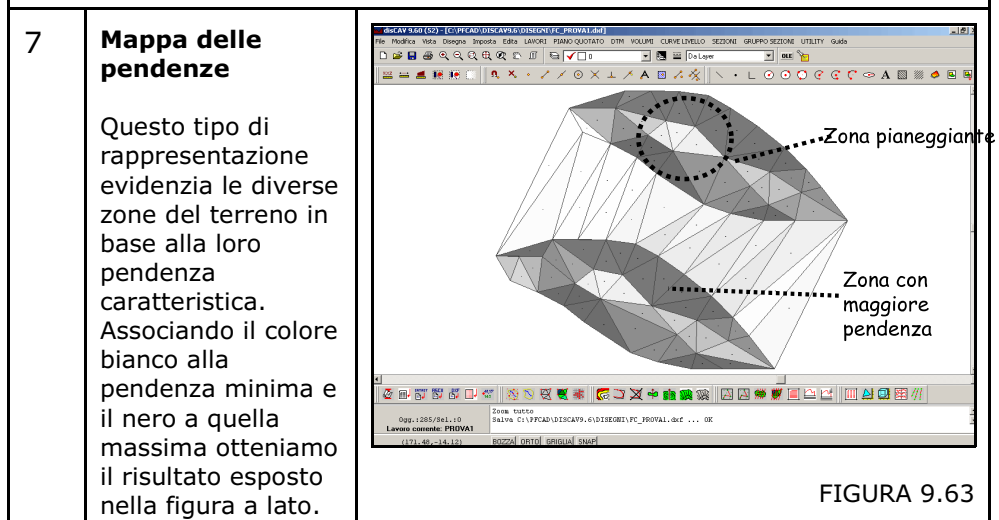 7
Mappa delle
pendenze
Questo tipo di
rappresentazione
evidenzia le diverse
zone del terreno in
base alla loro
pendenza
caratteristica.
Associando il colore
bianco alla
pendenza minima e
il nero a quella
massima otteniamo
il risultato esposto
nella figura a lato.
disCAV 9.60 (52) - [C:\PFCAD\DISCAV9.6\DISEGNI\FC_PROVA1.dxf]
File Modifica Vista Disegna Imposta Edita LAVORI PIANO QUOTATO DTM VOLUMI CURVE LIVELLO SEZIONI GRUPPO SEZIONI UTILITY Guida
0 Da Layer
Zona pianeggiante
Zona con
maggiore
pendenza
Ogg.:285/Sel.:0
Lavoro corrente: PROVA1
Zoom tutto
Salva C:\PFCAD\DISCAV9.6\DISEGNI\FC_PROVA1.dxf ... OK
(171.48,-14.12) BOZZA ORTO GRIGLIA SNAP
FIGURA 9.63